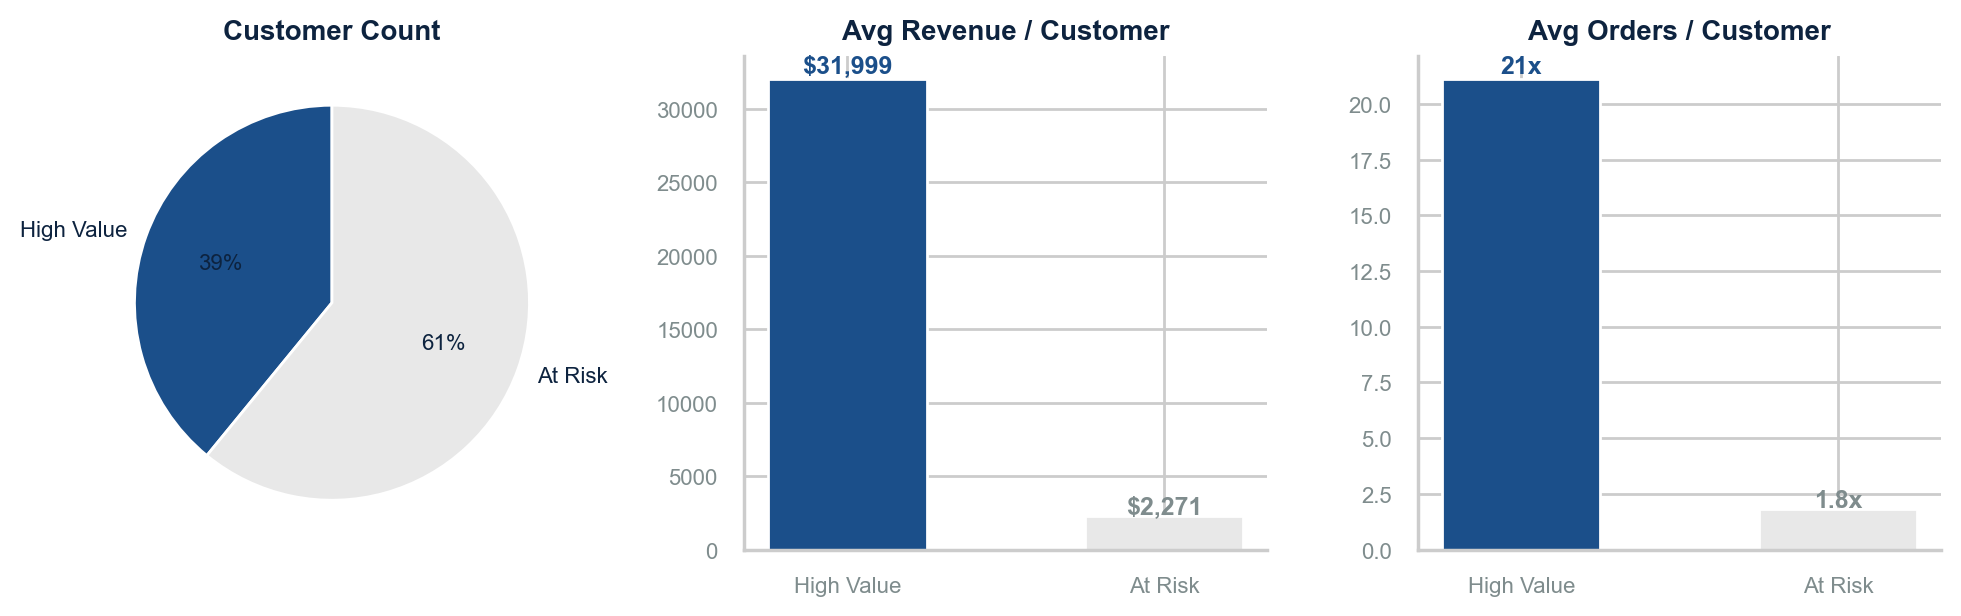 Customer Count
High Value
39%
61%
At Risk
Avg Revenue / Customer
$31,999
30000
25000
20000
15000
10000
5000
$2,271
0
High Value
At Risk
Avg Orders / Customer
21x
20.0
17.5
15.0
12.5
10.0
7.5
5.0
2.5
1.8x
0.0
High Value
At Risk